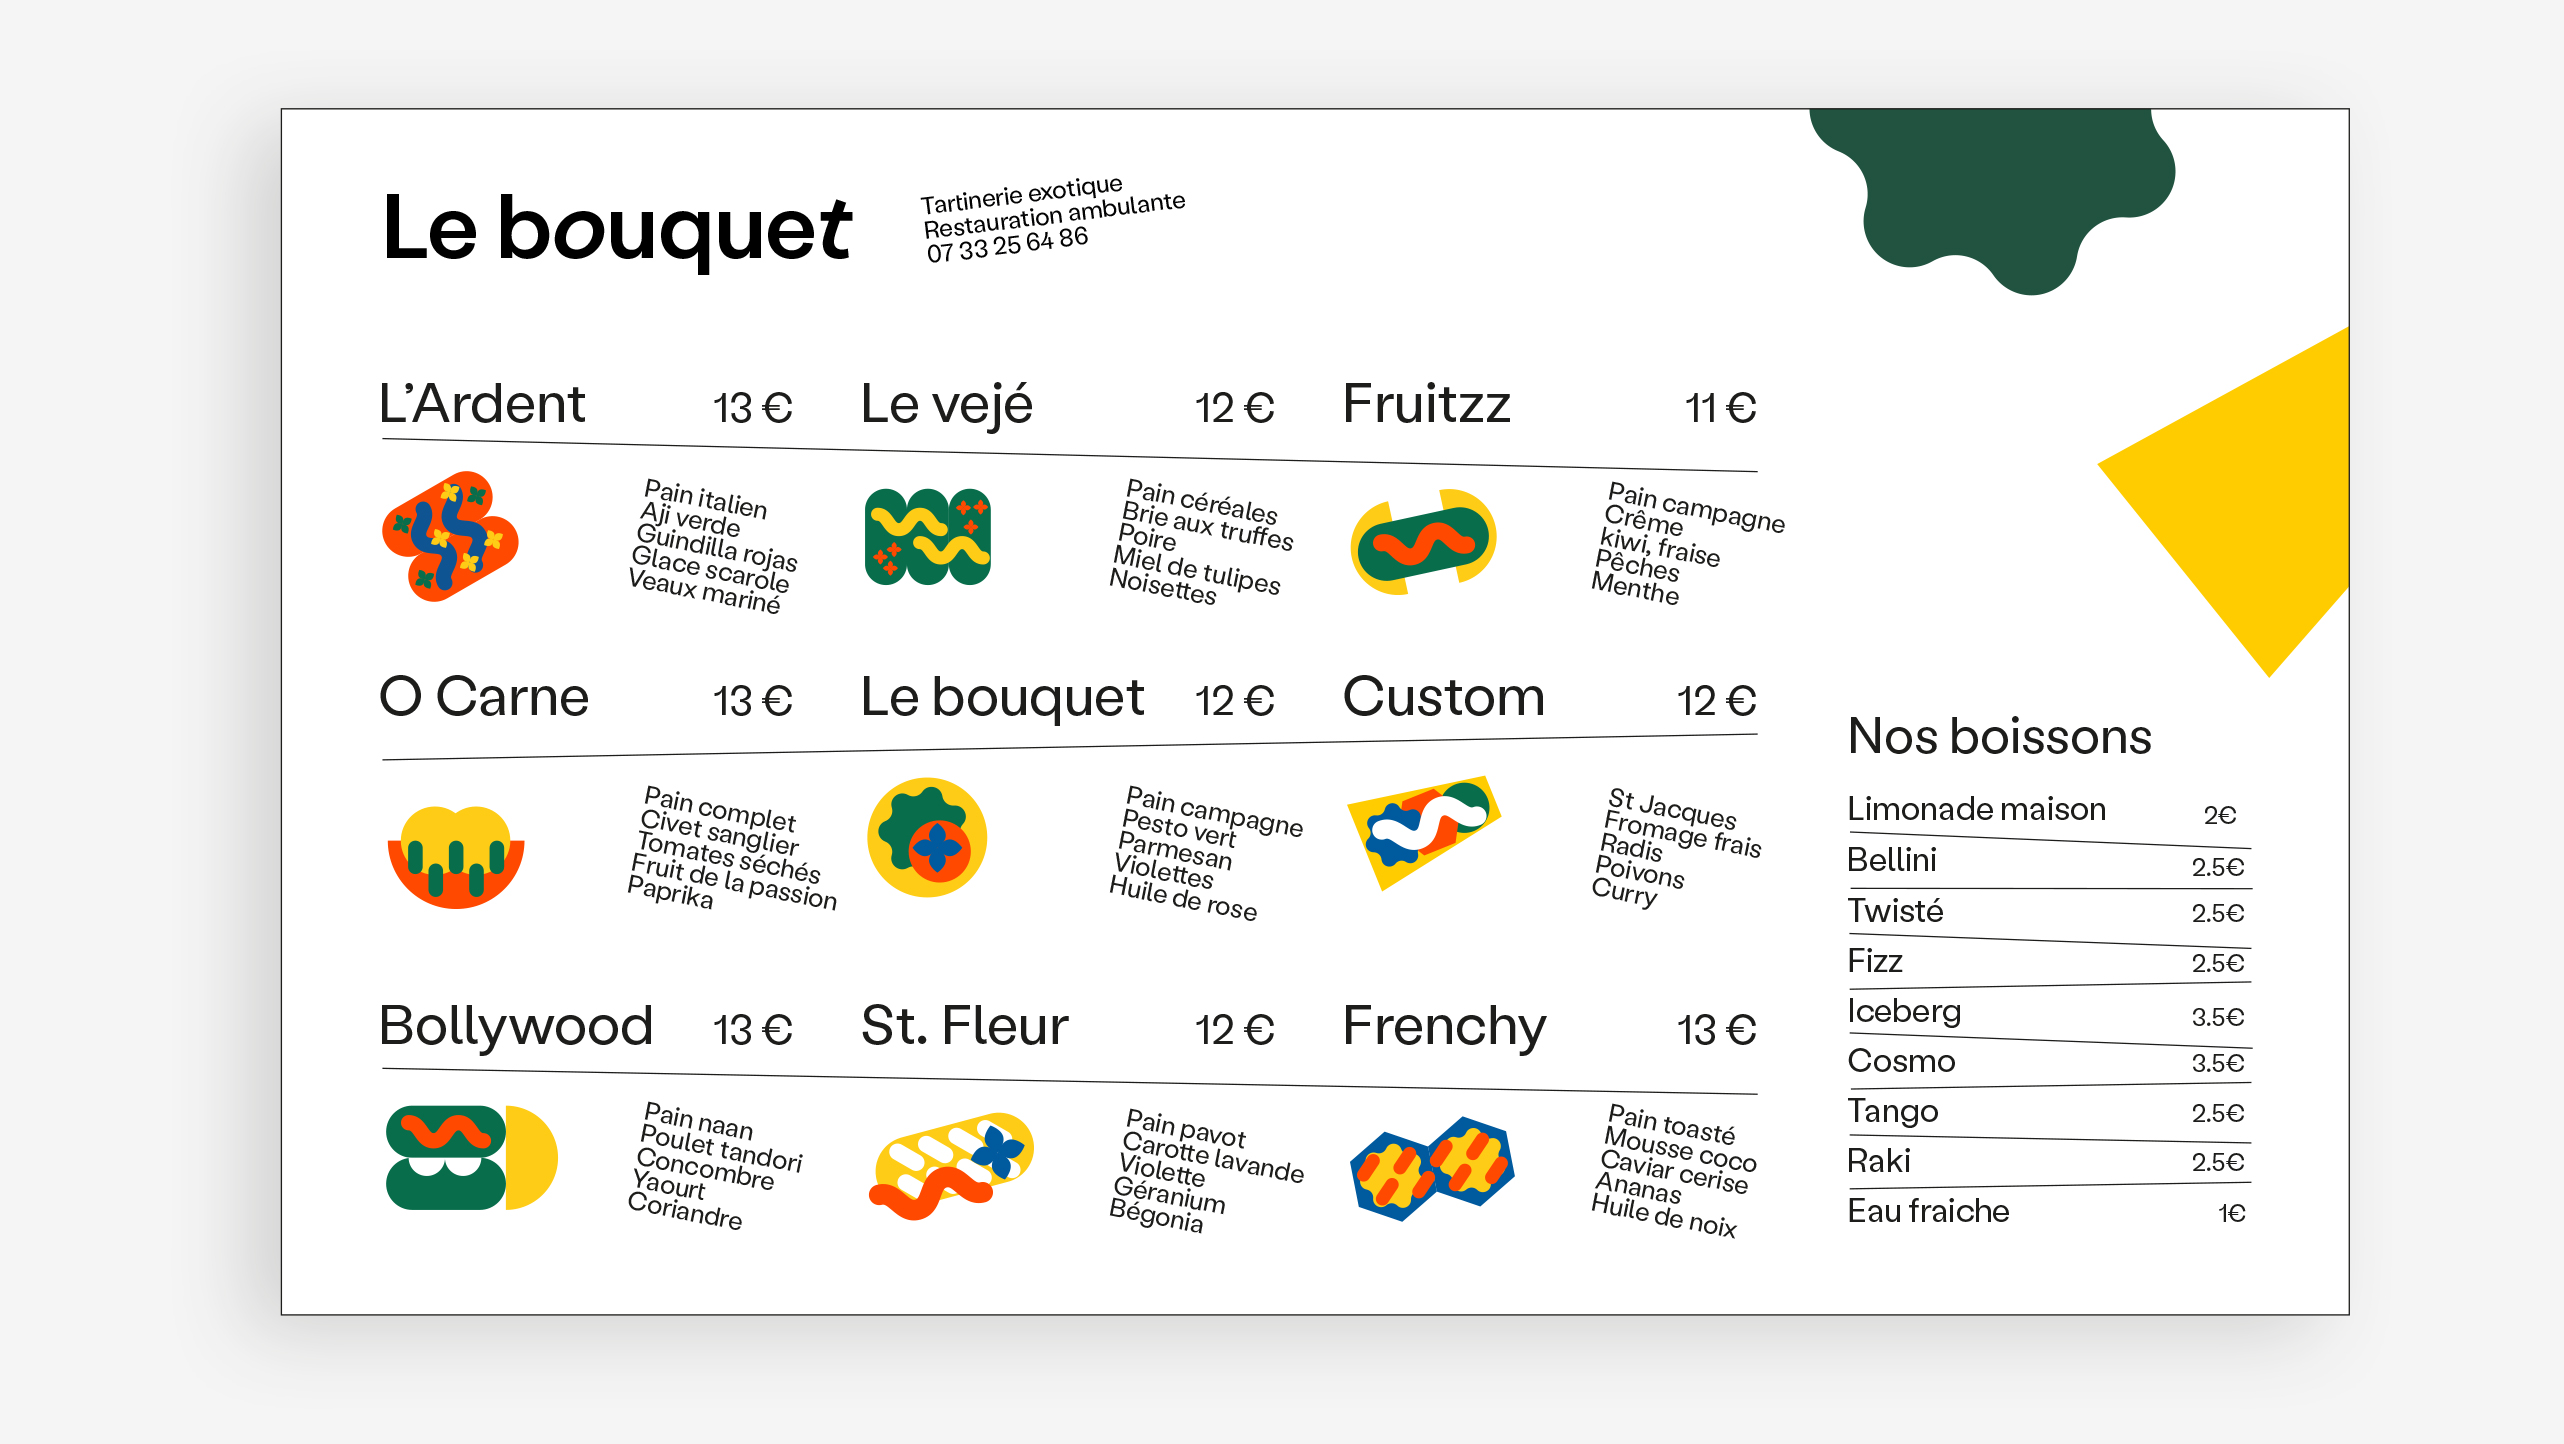 Le bouquet
Tartinerie exotique
Restauration ambulante
07 33 25 64 86
L’Ardent 13 €
Pain italien
Aji verde
Guindilla rojas
Glace scarole
Veaux mariné
Le vejé 12 €
Pain céréales
Brie aux truffes
Poire
Miel de tulipes
Noisettes
Fruitzz 11 €
Pain campagne
Crême
kiwi, fraise
Pêches
Menthe
O Carne 13 €
Pain complet
Civet sanglier
Tomates séchés
Fruit de la passion
Paprika
Le bouquet 12 €
Pain campagne
Pesto vert
Parmesan
Violettes
Huile de rose
Custom 12 €
St Jacques
Fromage frais
Radis
Poivons
Curry
Bollywood 13 €
Pain naan
Poulet tandori
Concombre
Yaourt
Coriandre
St. Fleur 12 €
Pain pavot
Carotte lavande
Violette
Géranium
Bégonia
Frenchy 13 €
Pain toasté
Mousse coco
Caviar cerise
Ananas
Huile de noix
Nos boissons
Limonade maison 2€
Bellini 2.5€
Twisté 2.5€
Fizz 2.5€
Iceberg 3.5€
Cosmo 3.5€
Tango 2.5€
Raki 2.5€
Eau fraiche 1€